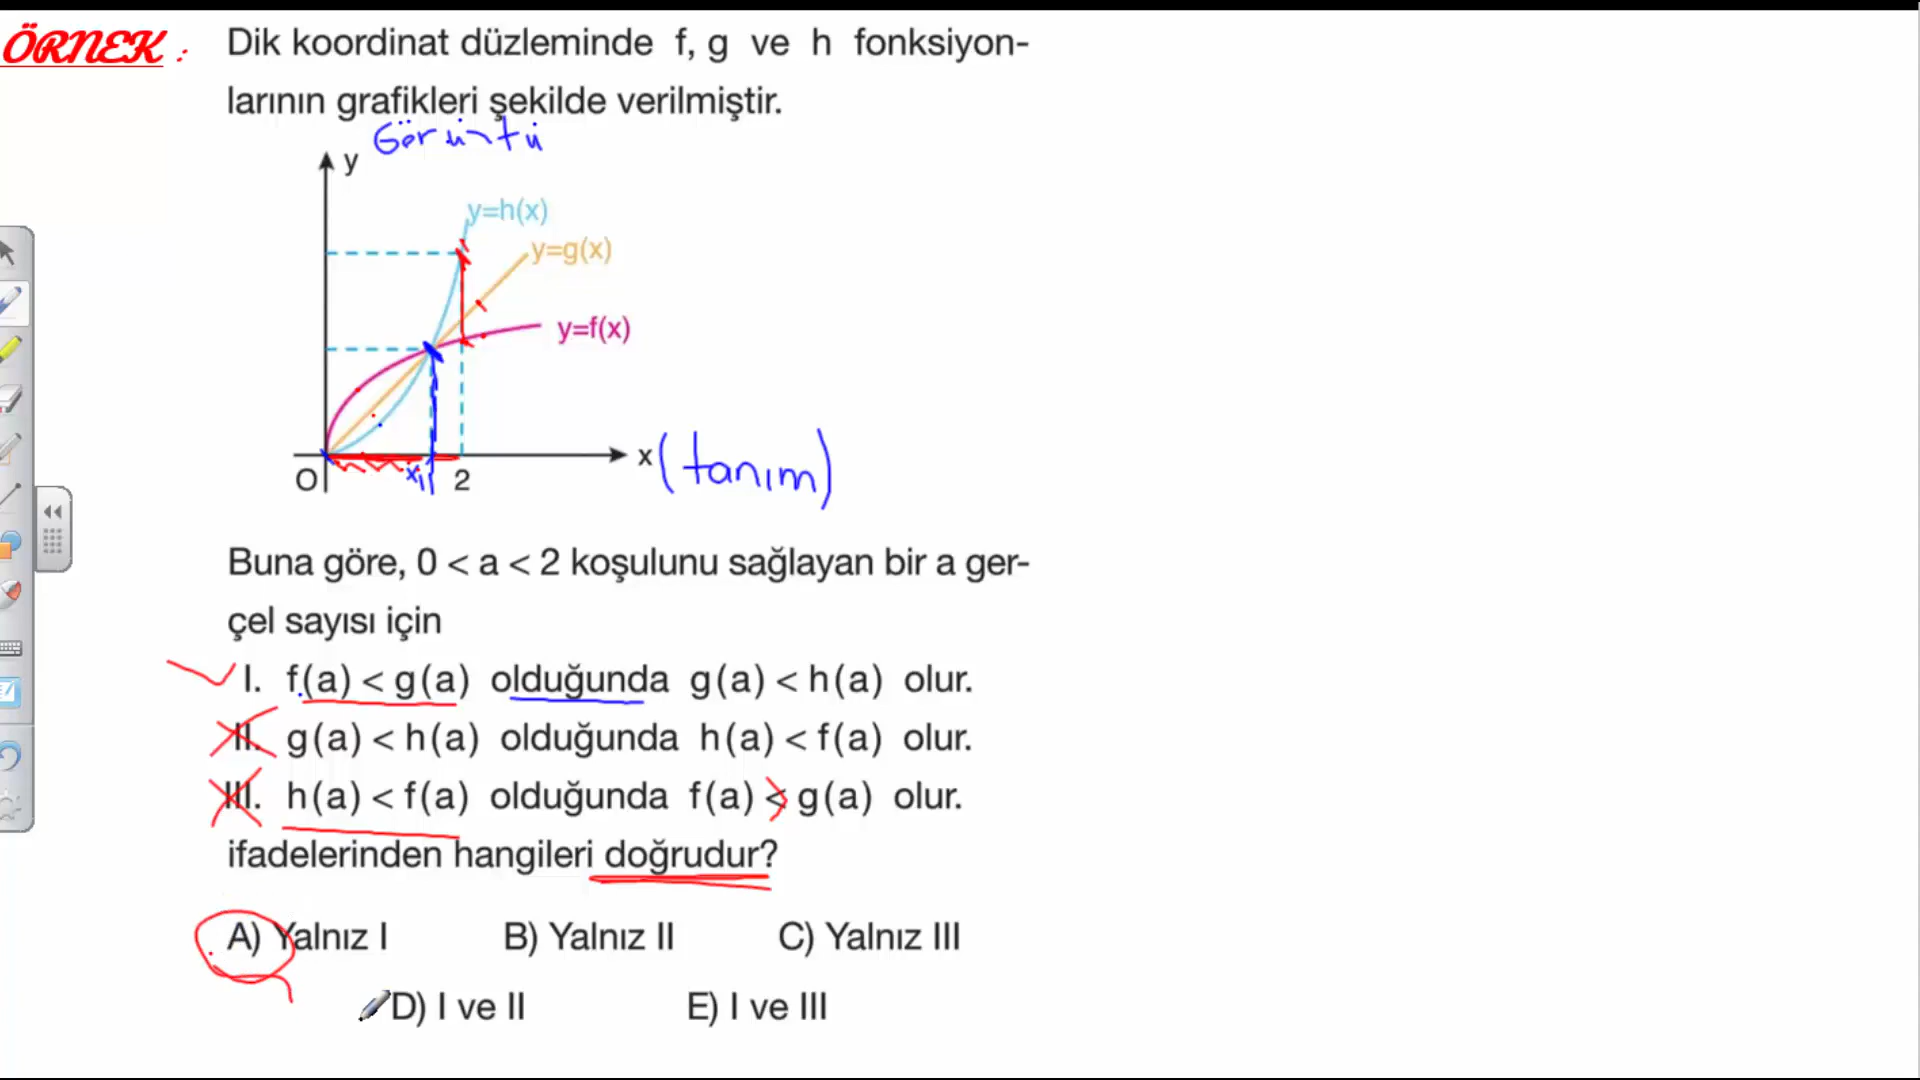 ÖRNEK : Dik koordinat düzleminde f, g ve h fonksiyon-
larının grafikleri şekilde verilmiştir.
Görüntü
y
y=h(x)
y=g(x)
y=f(x)
x (tanım)
O x₁ 2
Buna göre, 0 < a < 2 koşulunu sağlayan bir a ger-
çel sayısı için
I. f(a) < g(a) olduğunda g(a) < h(a) olur.
II. g(a) < h(a) olduğunda h(a) < f(a) olur.
III. h(a) < f(a) olduğunda f(a) < g(a) olur.
ifadelerinden hangileri doğrudur?
A) Yalnız I B) Yalnız II C) Yalnız III
D) I ve II E) I ve III